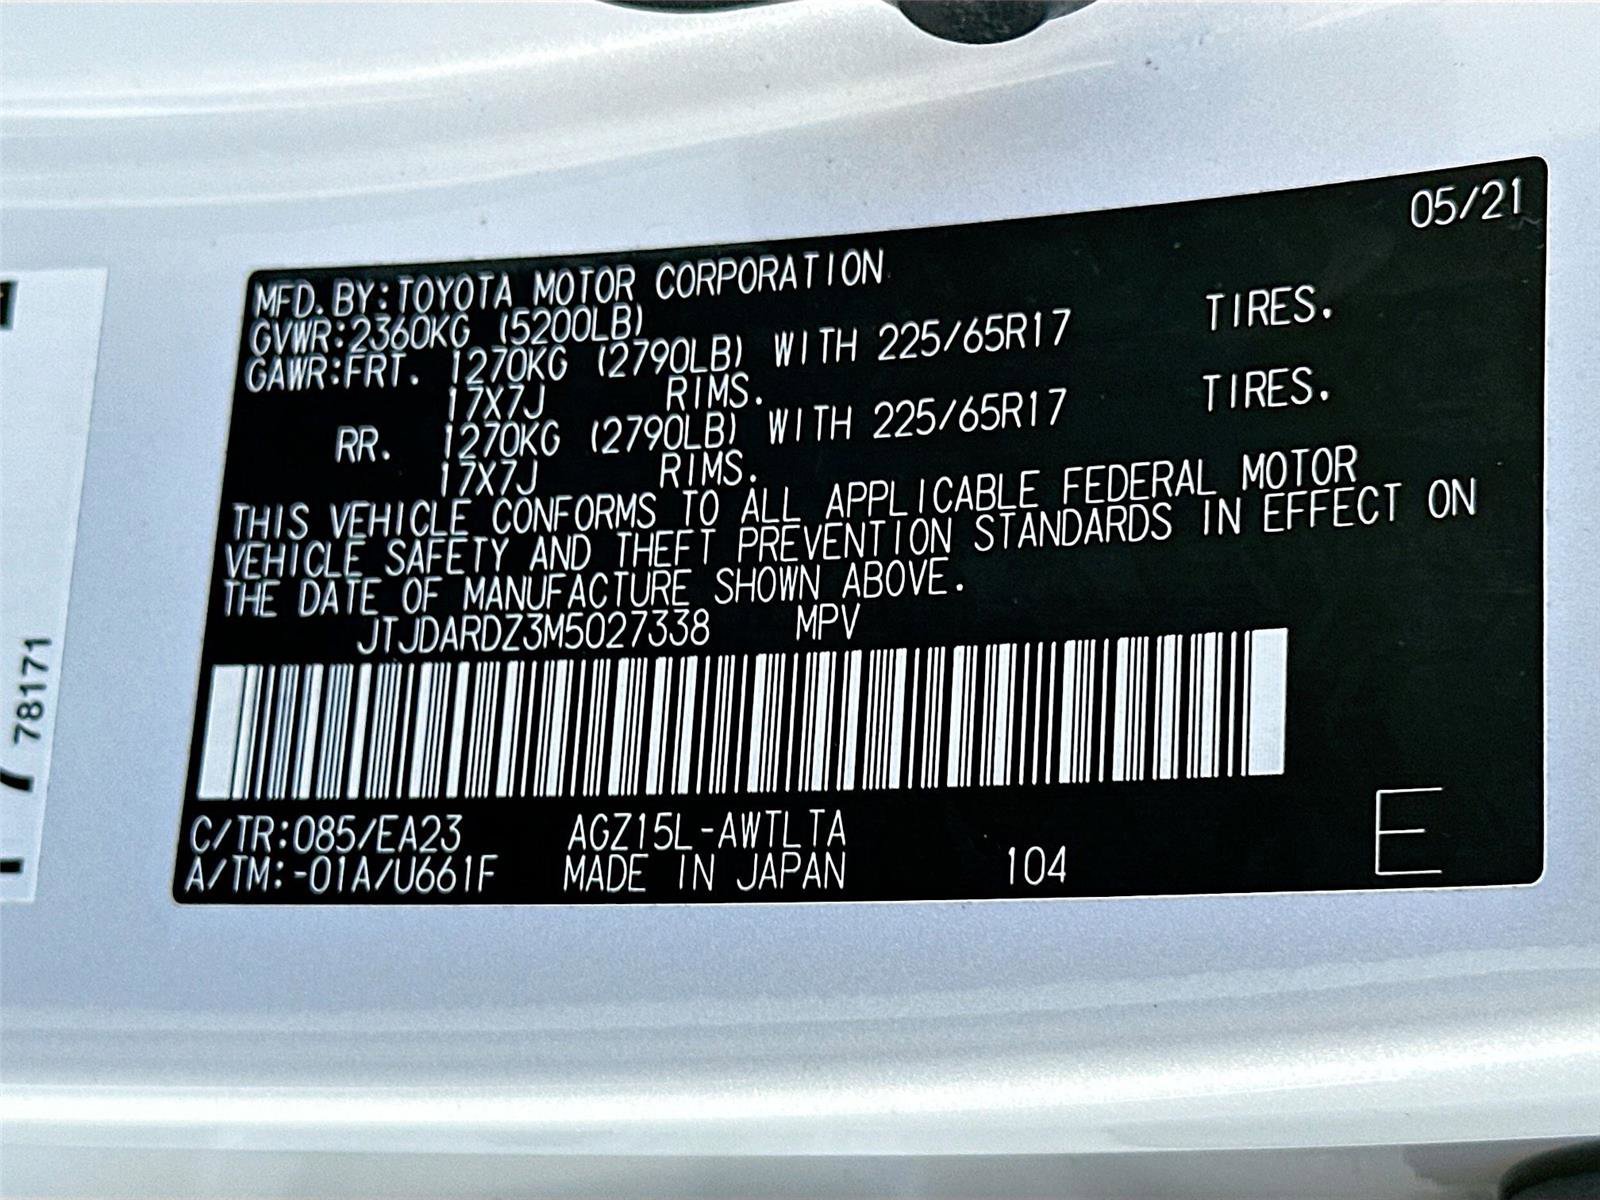 05/21
MFD. BY: TOYOTA MOTOR CORPORATION
GVWR: 2360KG (5200LB)
GAWR: FRT. 1270KG (2790LB) WITH 225/65R17 TIRES.
17X7J RIMS.
RR. 1270KG (2790LB) WITH 225/65R17 TIRES.
17X7J RIMS.
THIS VEHICLE CONFORMS TO ALL APPLICABLE FEDERAL MOTOR
VEHICLE SAFETY AND THEFT PREVENTION STANDARDS IN EFFECT ON
THE DATE OF MANUFACTURE SHOWN ABOVE.
JTJDARDZ3M5027338 MPV
C/TR: 085/EA23 AGZ15L-AWTLTA
A/TM: -01A/U661F MADE IN JAPAN 104 E
78171